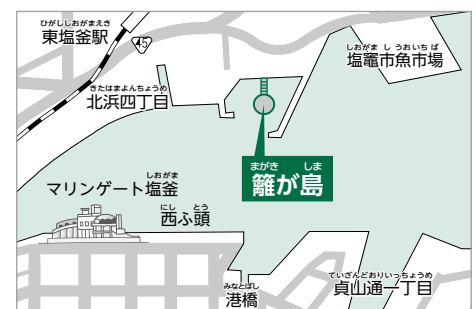 ひがししおがまえき
東塩釜駅
45
しおがましうおいちば
塩竈市魚市場
きたはまよんちょうめ
北浜四丁目
まがき しま
籬が島
しおがま
マリンゲート塩釜
にし とう
西ふ頭
みなとばし
港橋
ていざんどおりいっちょうめ
貞山通一丁目